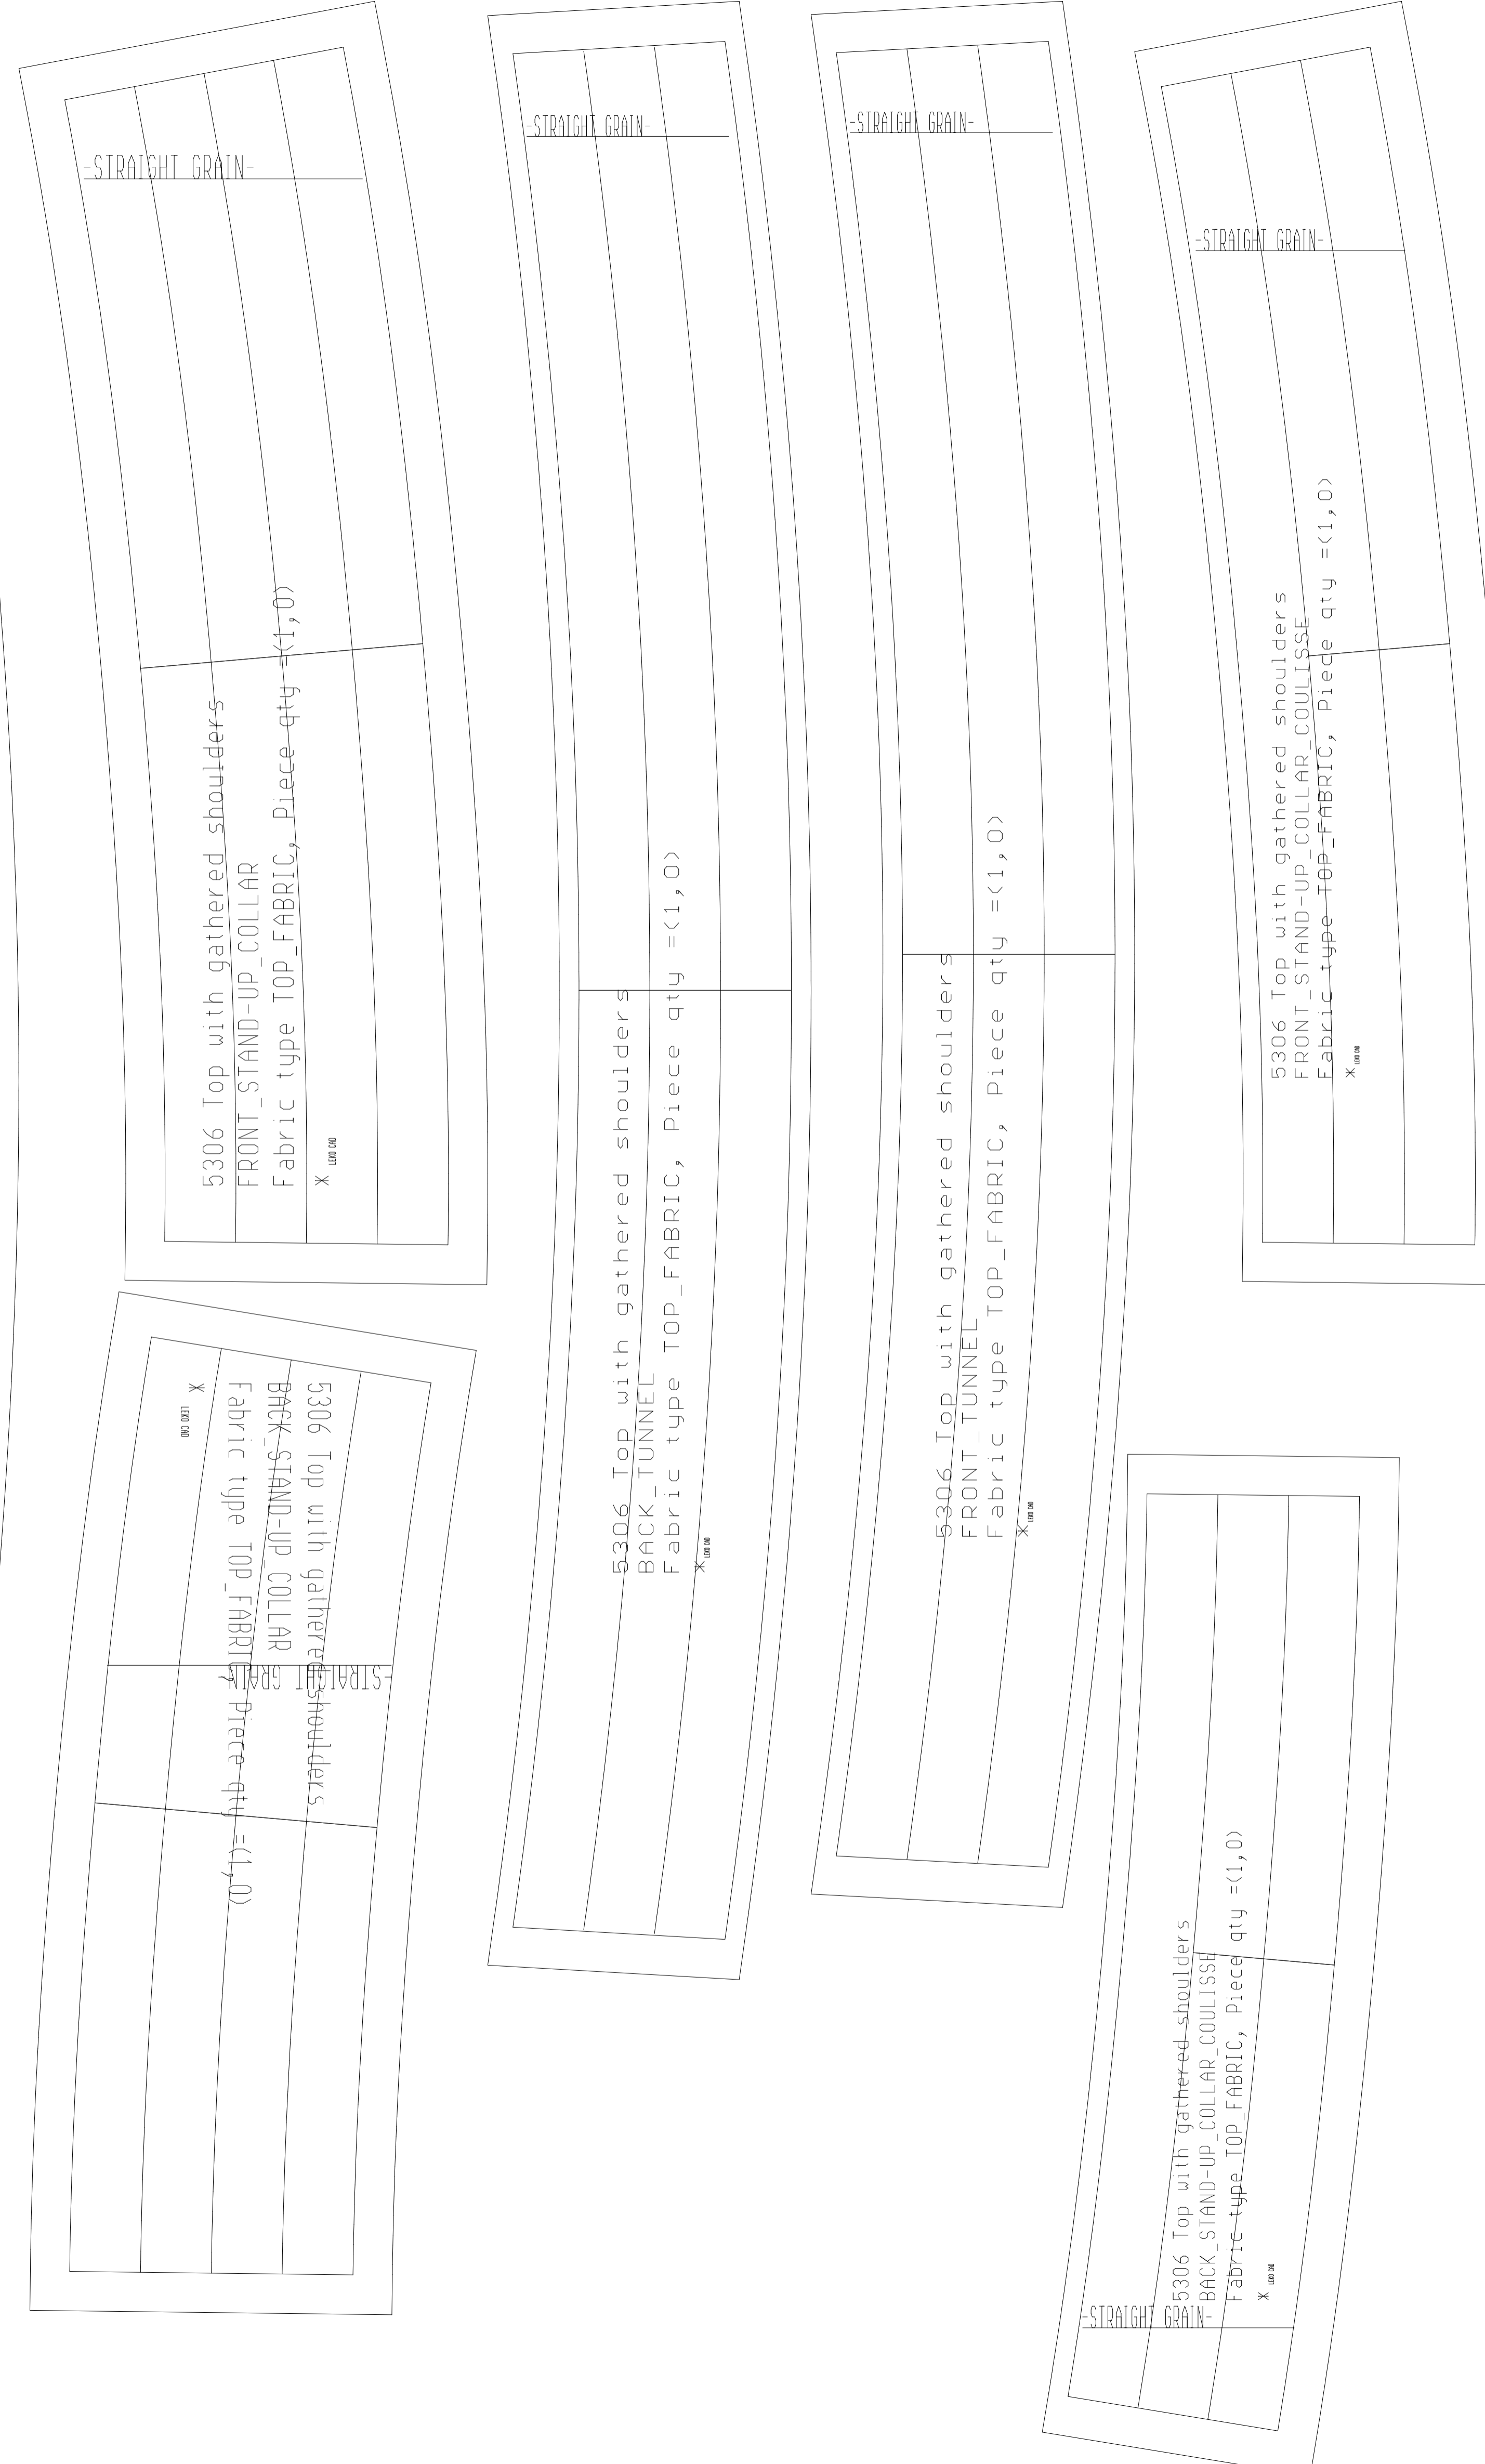 -STRAIGHT GRAIN-
5306 Top with gathered shoulders
FRONT_STAND-UP_COLLAR
Fabric type TOP_FABRIC, Piece qty =(1,0)
LEKO CAD
-STRAIGHT GRAIN-
5306 Top with gathered shoulders
BACK_TUNNEL
Fabric type TOP_FABRIC, Piece qty =(1,0)
LEKO CAD
-STRAIGHT GRAIN-
5306 Top with gathered shoulders
FRONT_TUNNEL
Fabric type TOP_FABRIC, Piece qty =(1,0)
LEKO CAD
-STRAIGHT GRAIN-
5306 Top with gathered shoulders
FRONT_STAND-UP_COLLAR_COULISSE
Fabric type TOP_FABRIC, Piece qty =(1,0)
LEKO CAD
5306 Top with gathered shoulders
BACK_STAND-UP_COLLAR
Fabric type TOP_FABRIC, Piece qty =(1,0)
LEKO CAD
-STRAIGHT GRAIN-
5306 Top with gathered shoulders
BACK_STAND-UP_COLLAR_COULISSE
Fabric type TOP_FABRIC, Piece qty =(1,0)
LEKO CAD
-STRAIGHT GRAIN-